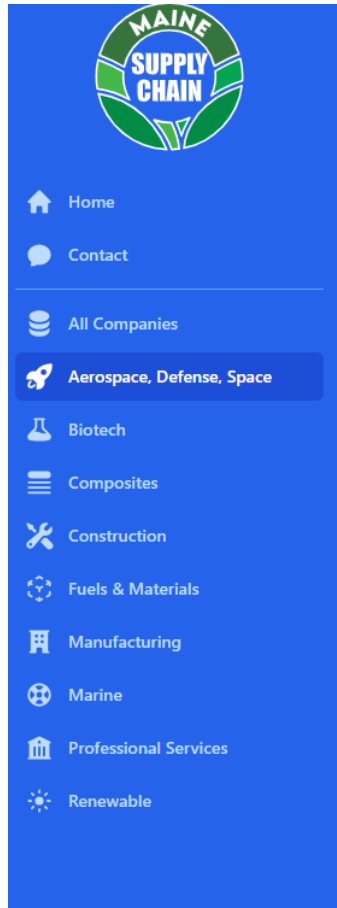 MAINE
SUPPLY
CHAIN
Home
Contact
All Companies
Aerospace, Defense, Space
Biotech
Composites
Construction
Fuels & Materials
Manufacturing
Marine
Professional Services
Renewable